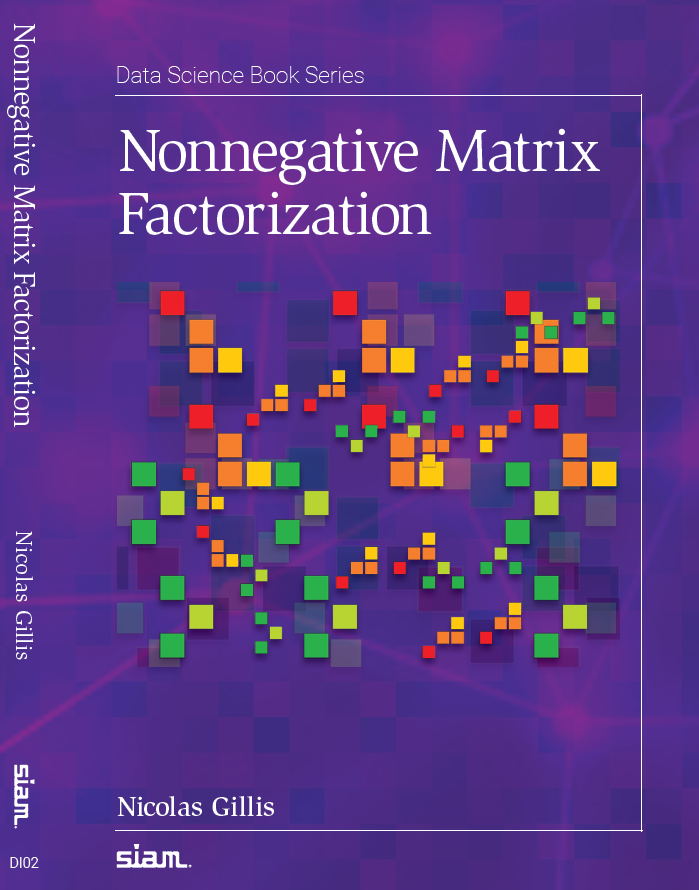 Nonnegative Matrix Factorization
Nicolas Gillis
siam.
DI02
Data Science Book Series
Nonnegative Matrix
Factorization
Nicolas Gillis
siam.